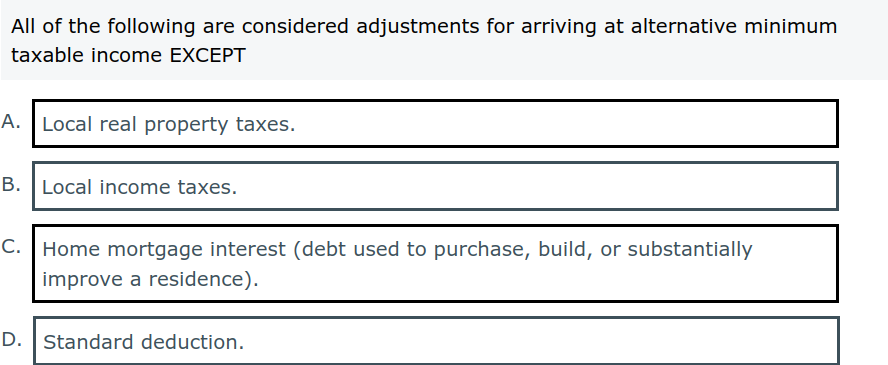 All of the following are considered adjustments for arriving at alternative minimum
taxable income EXCEPT
A. Local real property taxes.
B. Local income taxes.
C. Home mortgage interest (debt used to purchase, build, or substantially
improve a residence).
D. Standard deduction.